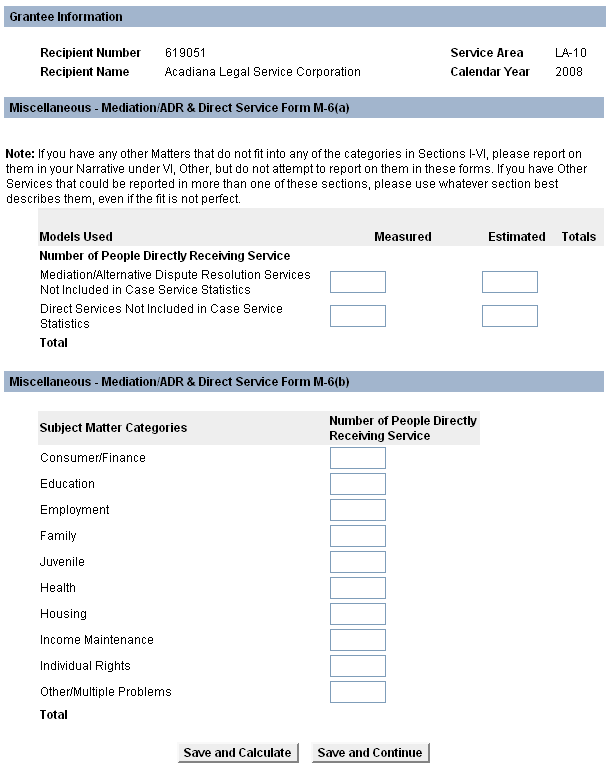 Grantee Information
Recipient Number 619051 Service Area LA-10
Recipient Name Acadiana Legal Service Corporation Calendar Year 2008
Miscellaneous - Mediation/ADR & Direct Service Form M-6(a)
Note: If you have any other Matters that do not fit into any of the categories in Sections I-VI, please report on
them in your Narrative under VI, Other, but do not attempt to report on them in these forms. If you have Other
Services that could be reported in more than one of these sections, please use whatever section best
describes them, even if the fit is not perfect.
Models Used Measured Estimated Totals
Number of People Directly Receiving Service
Mediation/Alternative Dispute Resolution Services
Not Included in Case Service Statistics
Direct Services Not Included in Case Service
Statistics
Total
Miscellaneous - Mediation/ADR & Direct Service Form M-6(b)
Subject Matter Categories Number of People Directly
Receiving Service
Consumer/Finance
Education
Employment
Family
Juvenile
Health
Housing
Income Maintenance
Individual Rights
Other/Multiple Problems
Total
Save and Calculate Save and Continue